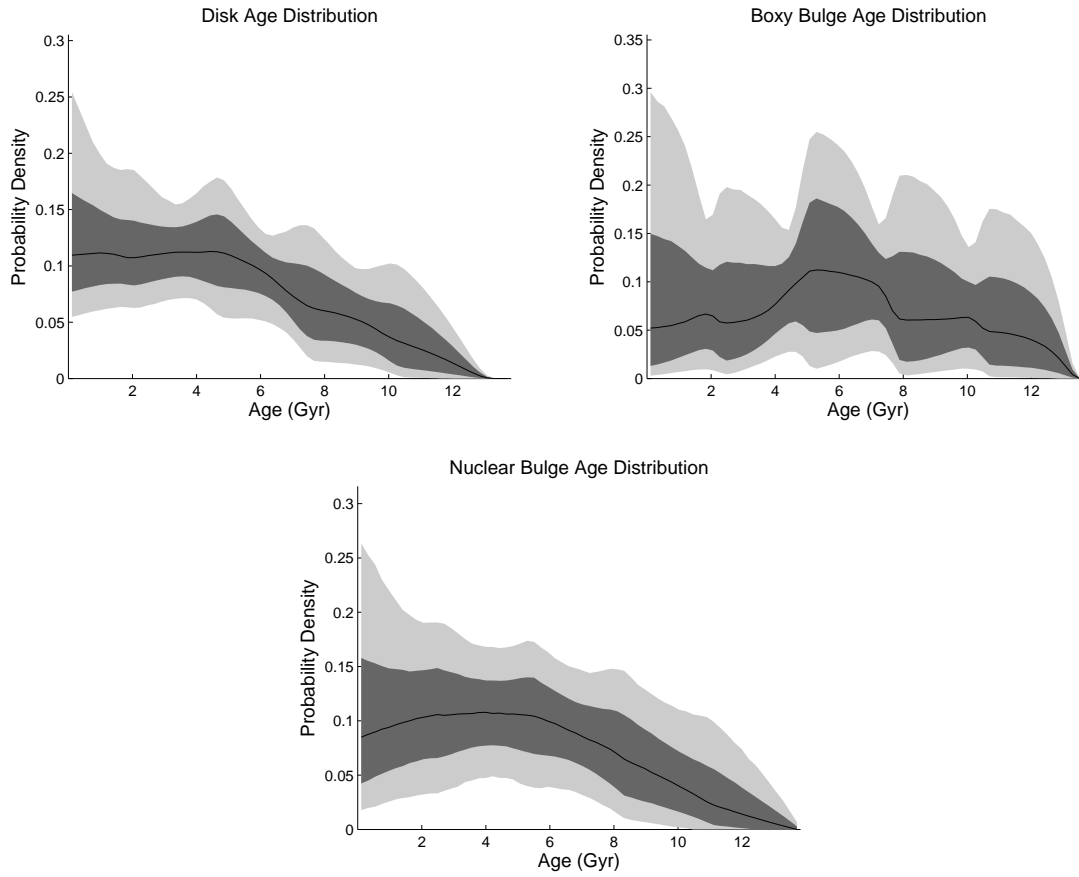 Disk Age Distribution
0.3
0.25
0.2
0.15
0.1
0.05
0
2 4 6 8 10 12
Age (Gyr)
Probability Density
Boxy Bulge Age Distribution
0.35
0.3
0.25
0.2
0.15
0.1
0.05
0
2 4 6 8 10 12
Age (Gyr)
Probability Density
Nuclear Bulge Age Distribution
0.3
0.25
0.2
0.15
0.1
0.05
0
2 4 6 8 10 12
Age (Gyr)
Probability Density